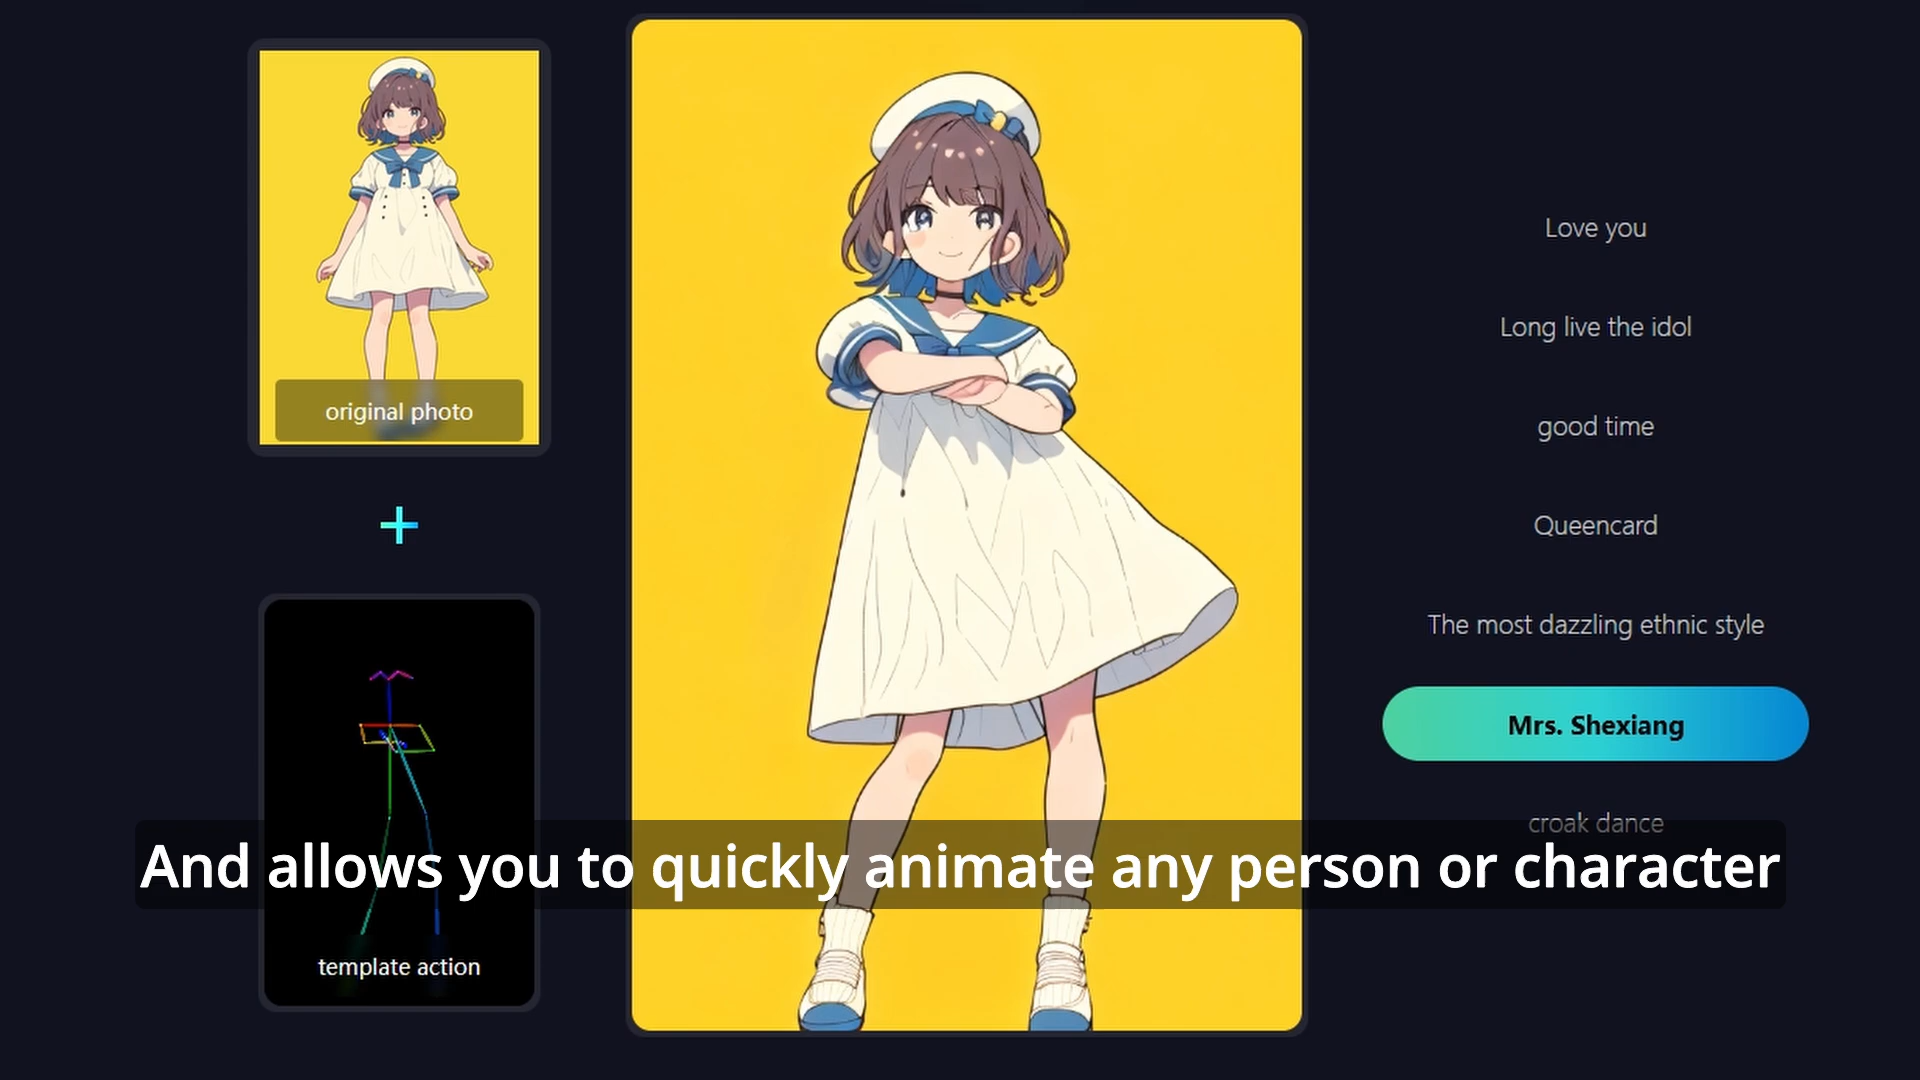 original photo
template action
Love you
Long live the idol
good time
Queencard
The most dazzling ethnic style
Mrs. Shexiang
croak dance
And allows you to quickly animate any person or character